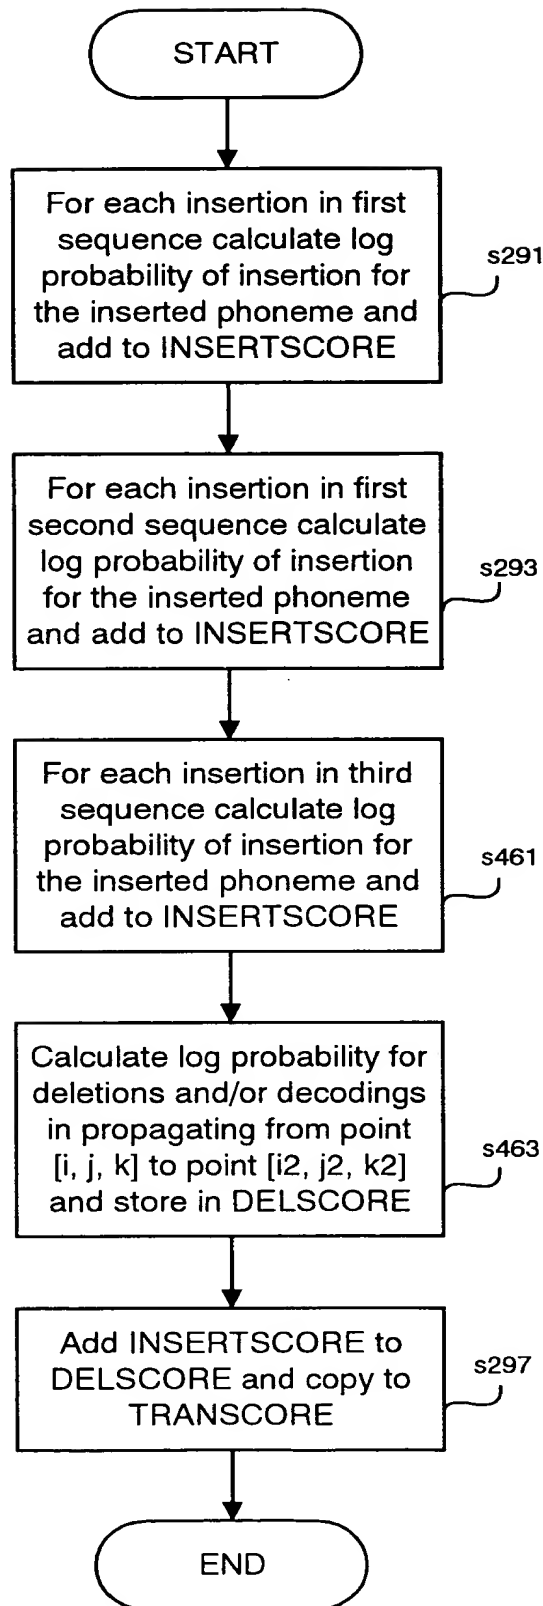 START
For each insertion in first
sequence calculate log
probability of insertion for
the inserted phoneme and
add to INSERTSCORE
s291
For each insertion in first
second sequence calculate
log probability of insertion
for the inserted phoneme
and add to INSERTSCORE
s293
For each insertion in third
sequence calculate log
probability of insertion for
the inserted phoneme and
add to INSERTSCORE
s461
Calculate log probability for
deletions and/or decodings
in propagating from point
[i, j, k] to point [i2, j2, k2]
and store in DELSCORE
s463
Add INSERTSCORE to
DELSCORE and copy to
TRANSCORE
s297
END